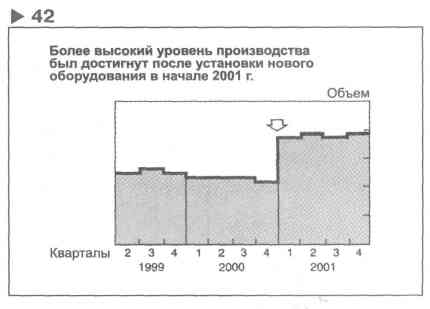 ▶ 42
Более высокий уровень производства
был достигнут после установки нового
оборудования в начале 2001 г.
Объем
Кварталы 2 3 4 1 2 3 4 1 2 3 4
1999 2000 2001